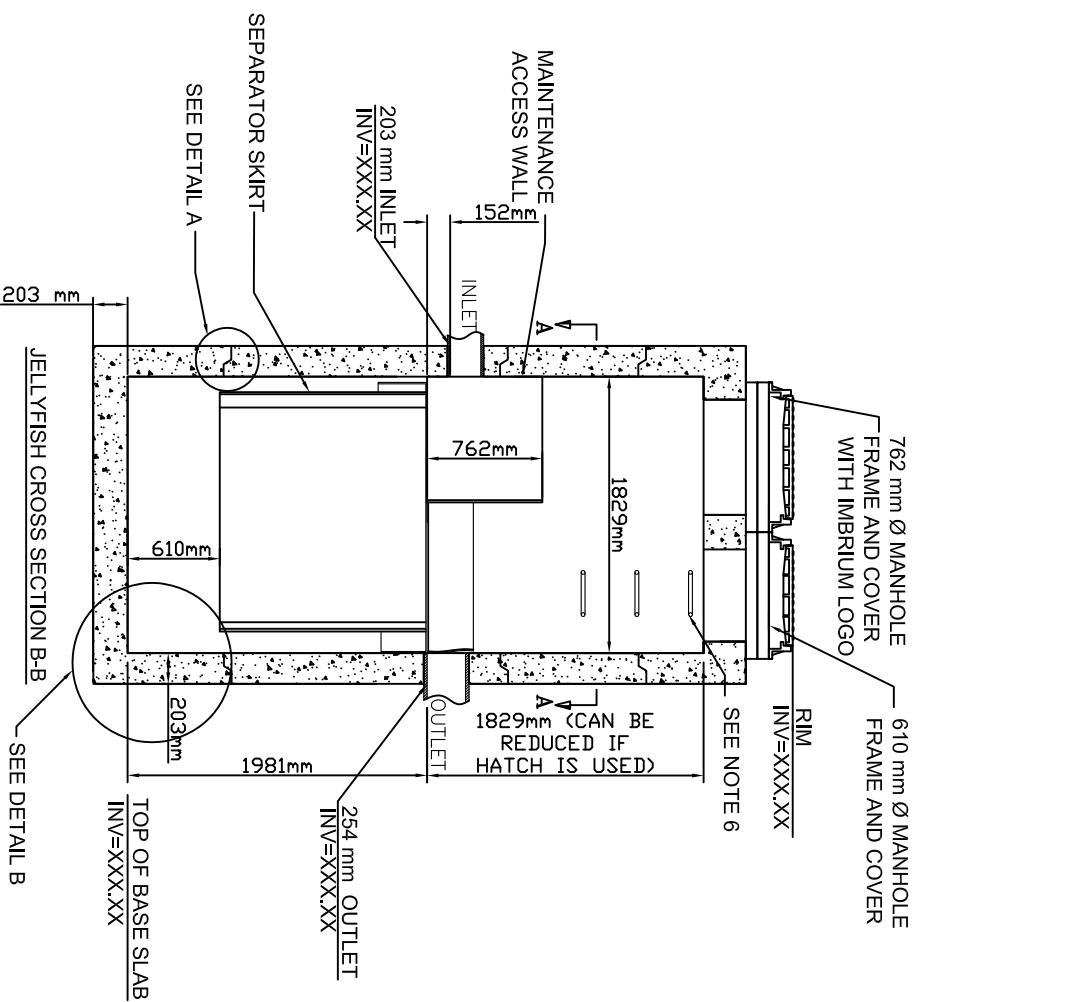 762 mm Ø MANHOLE
FRAME AND COVER
WITH IMBRIUM LOGO
610 mm Ø MANHOLE
FRAME AND COVER
RIM
INV=XXX.XX
MAINTENANCE
ACCESS WALL
203 mm INLET
INV=XXX.XX
SEPARATOR SKIRT
SEE DETAIL A
152mm
INLET
A
762mm
1829mm
610mm
SEE NOTE 6
A
1829mm (CAN BE
REDUCED IF
HATCH IS USED)
OUTLET
254 mm OUTLET
INV=XXX.XX
1981mm
203mm
203 mm
TOP OF BASE SLAB
INV=XXX.XX
SEE DETAIL B
JELLYFISH CROSS SECTION B-B